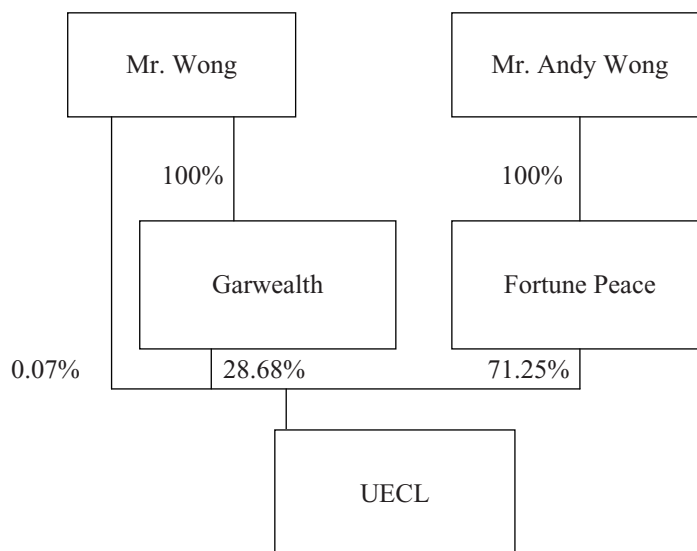 Mr. Wong
Mr. Andy Wong
100%
100%
Garwealth
Fortune Peace
0.07%
28.68%
71.25%
UECL